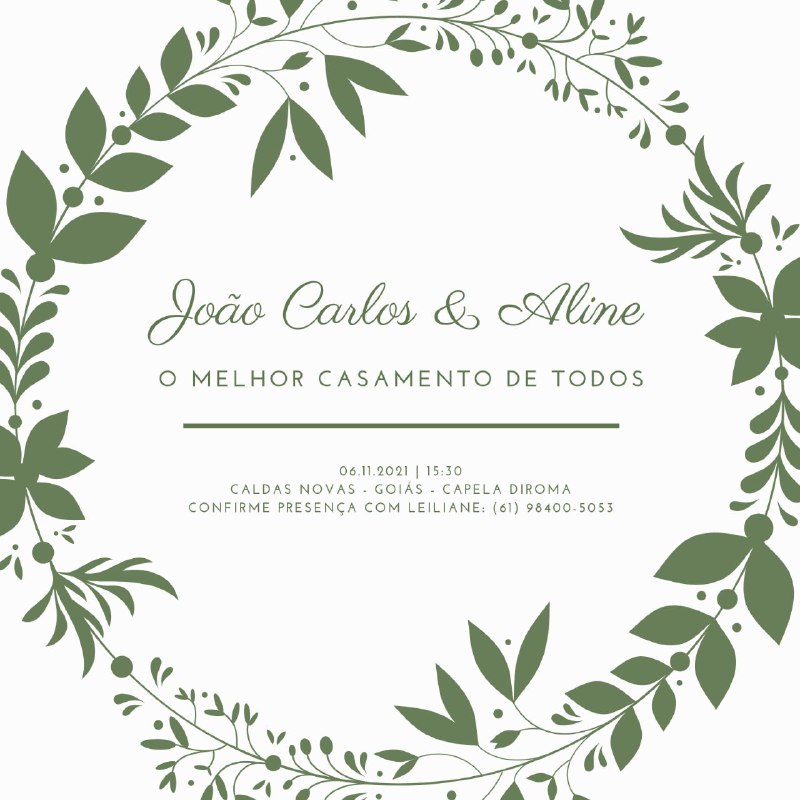 João Carlos & Aline
O MELHOR CASAMENTO DE TODOS
06.11.2021 | 15:30
CALDAS NOVAS - GOIÁS - CAPELA DIROMA
CONFIRME PRESENÇA COM LEILIANE: (61) 98400-5053